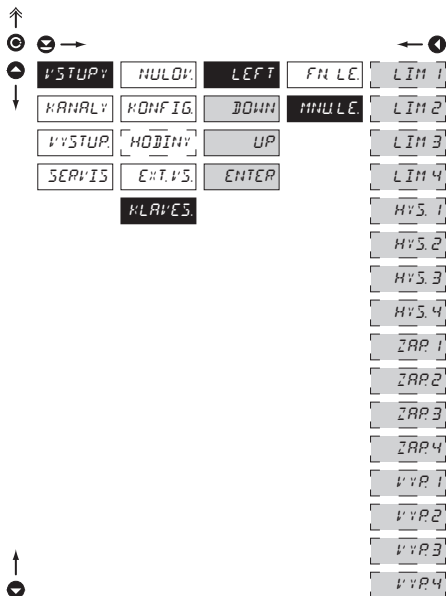 VSTUPY NULOV. LEFT FN. LE. LIM 1
KANALY KONFIG. DOWN MNU. LE. LIM 2
VYSTUP. HODINY UP LIM 3
SERVIS EXT. VS. ENTER LIM 4
KLAVES. HYS. 1
HYS. 2
HYS. 3
HYS. 4
ZAP. 1
ZAP. 2
ZAP. 3
ZAP. 4
VYP. 1
VYP. 2
VYP. 3
VYP. 4